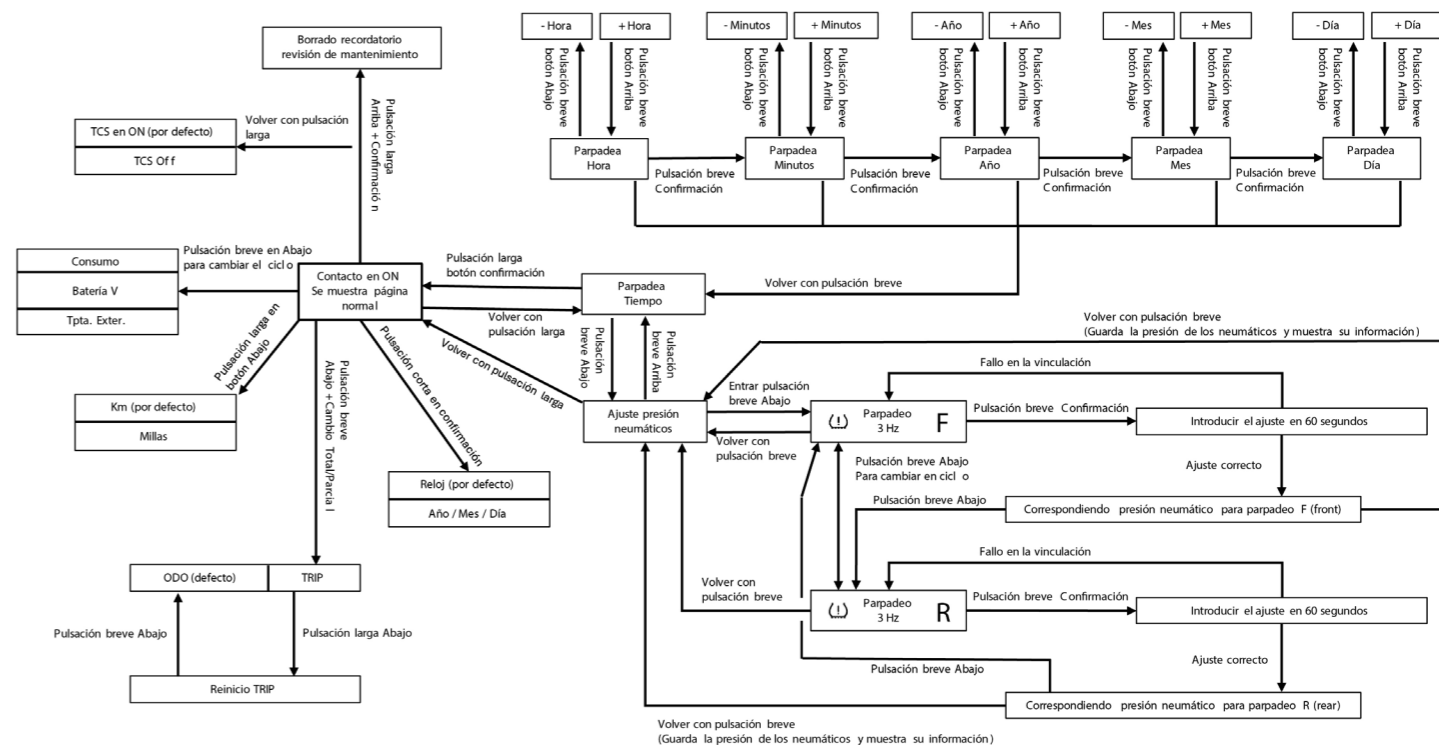 - Hora
+ Hora
- Minutos
+ Minutos
- Año
+ Año
- Mes
+ Mes
- Día
+ Día
Pulsación breve
botón Abajo
Pulsación breve
botón Arriba
Pulsación breve
botón Abajo
Pulsación breve
botón Arriba
Pulsación breve
botón Abajo
Pulsación breve
botón Arriba
Pulsación breve
botón Abajo
Pulsación breve
botón Arriba
Pulsación breve
botón Abajo
Pulsación breve
botón Arriba
Borrado recordatorio
revisión de mantenimiento
Pulsación larga
Arriba + Confirmación
Volver con pulsación
larga
TCS en ON (por defecto)
TCS Off
Parpadea
Hora
Parpadea
Minutos
Parpadea
Año
Parpadea
Mes
Parpadea
Día
Pulsación breve
Confirmación
Pulsación breve
Confirmación
Pulsación breve
Confirmación
Pulsación breve
Confirmación
Consumo
Batería V
Tpta. Exter.
Pulsación breve en Abajo
para cambiar el ciclo
Contacto en ON
Se muestra página
normal
Pulsación larga
botón confirmación
Parpadea
Tiempo
Volver con pulsación breve
Volver con
pulsación larga
Pulsación larga en
botón Abajo
Pulsación breve
Abajo + Cambio Total/Parcial
Pulsación corta en confirmación
Volver con pulsación larga
Pulsación
breve Abajo
Pulsación
breve Arriba
Volver con pulsación breve
(Guarda la presión de los neumáticos y muestra su información)
Km (por defecto)
Millas
Ajuste presión
neumáticos
Entrar pulsación
breve Abajo
Volver con
pulsación breve
Fallo en la vinculación
Parpadeo
3 Hz
F
Pulsación breve Confirmación
Introducir el ajuste en 60 segundos
Ajuste correcto
Pulsación breve Abajo
Para cambiar en ciclo
Pulsación breve Abajo
Correspondiendo presión neumático para parpadeo F (front)
Reloj (por defecto)
Año / Mes / Día
ODO (defecto)
TRIP
Pulsación breve Abajo
Pulsación larga Abajo
Reinicio TRIP
Volver con
pulsación breve
Fallo en la vinculación
Parpadeo
3 Hz
R
Pulsación breve Confirmación
Introducir el ajuste en 60 segundos
Ajuste correcto
Pulsación breve Abajo
Correspondiendo presión neumático para parpadeo R (rear)
Volver con pulsación breve
(Guarda la presión de los neumáticos y muestra su información)